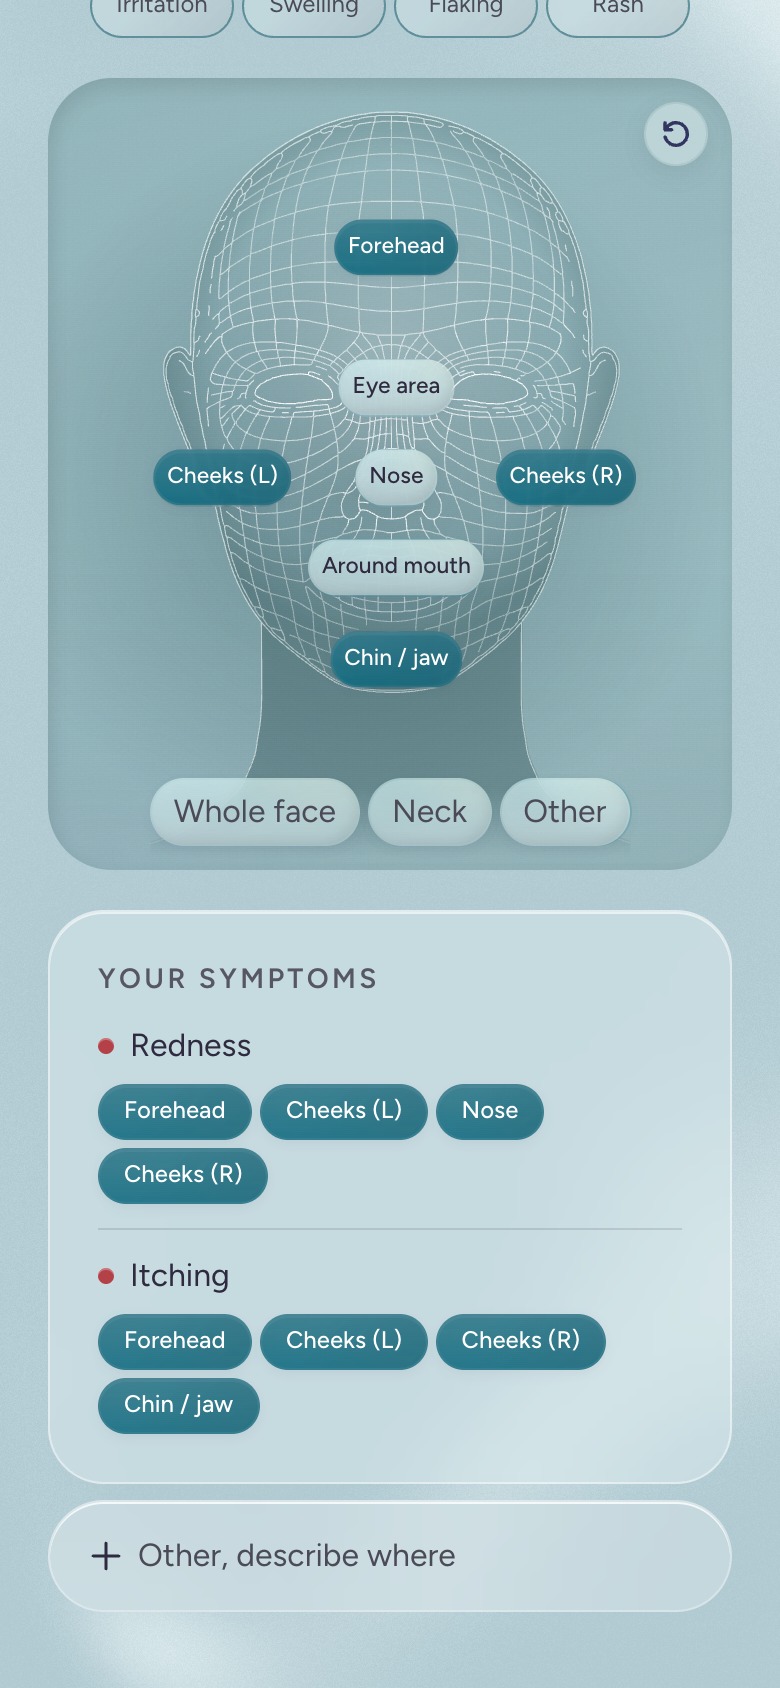 Irritation Swelling Flaking Rash
Forehead
Eye area
Cheeks (L) Nose Cheeks (R)
Around mouth
Chin / jaw
Whole face Neck Other
YOUR SYMPTOMS
Redness
Forehead Cheeks (L) Nose
Cheeks (R)
Itching
Forehead Cheeks (L) Cheeks (R)
Chin / jaw
Other, describe where